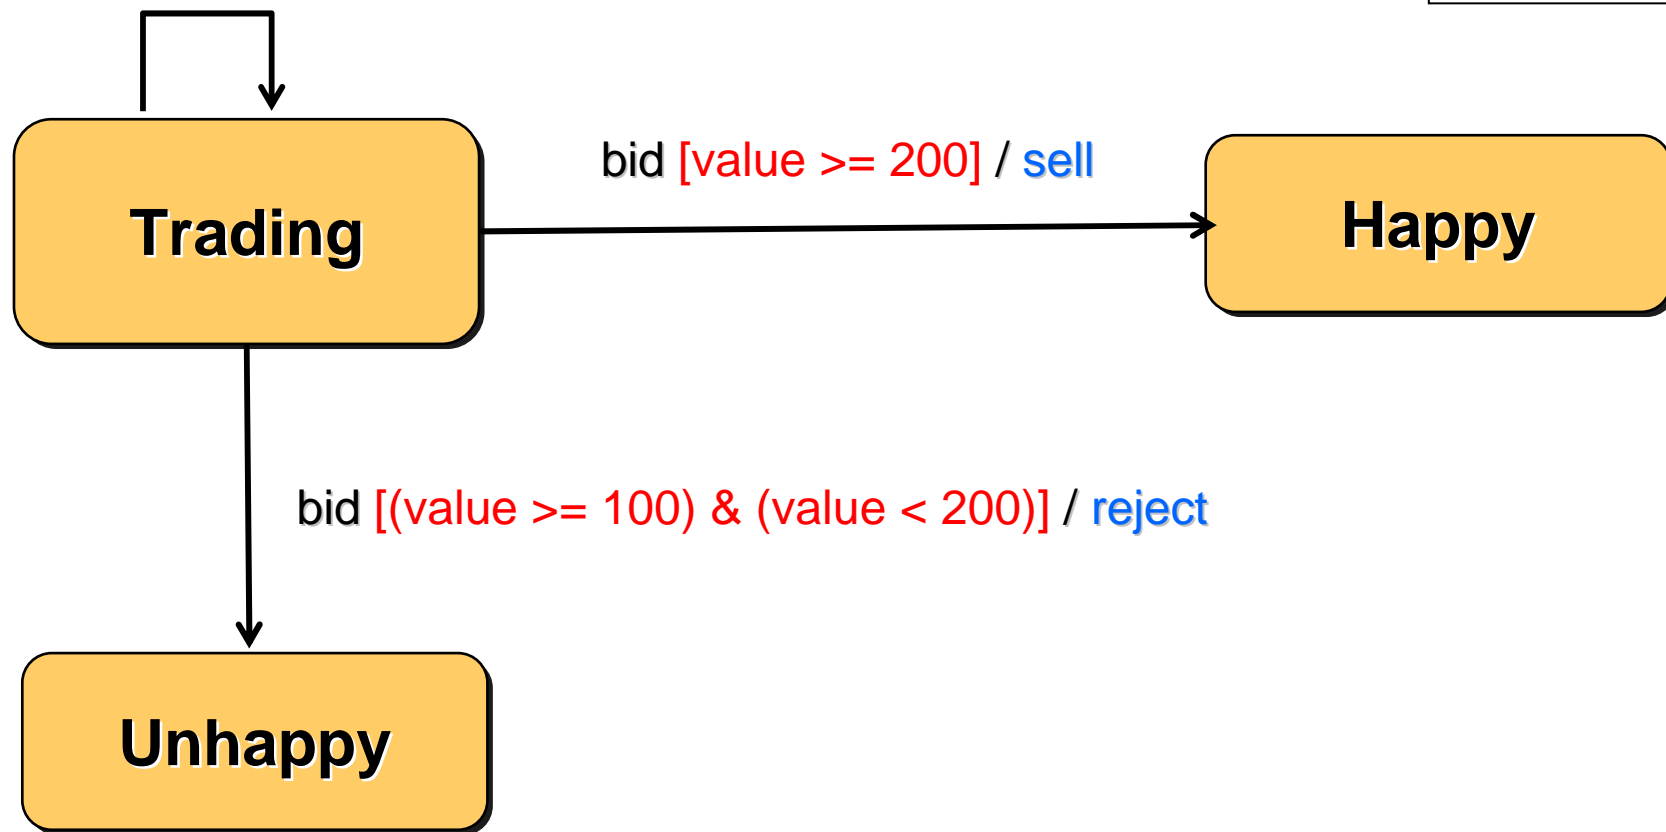 bid [value >= 200] / sell
Trading
Happy
bid [(value >= 100) & (value < 200)] / reject
Unhappy